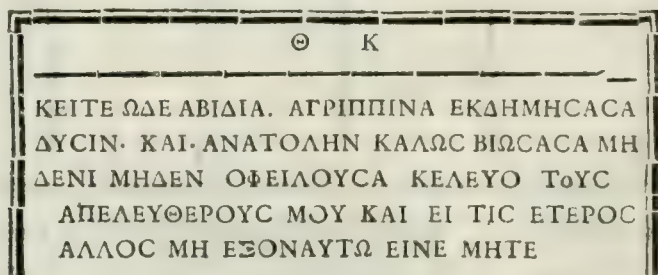 Θ Κ
ΚΕΙΤΕ ΩΔΕ ΑΒΙΔΙΑ. ΑΓΡΙΠΠΙΝΑ ΕΚΔΗΜΗCΑCΑ
ΔΥCΙΝ· ΚΑΙ· ΑΝΑΤΟΛΗΝ ΚΑΛΩC ΒΙΩCΑCΑ ΜΗ
ΔΕΝΙ ΜΗΔΕΝ ΟΦΕΙΛΟΥCΑ ΚΕΛΕΥΟ ΤοΥC
ΑΠΕΛΕΥΘΕΡΟΥC ΜΟΥ ΚΑΙ ΕΙ ΤΙC ΕΤΕΡΟC
ΑΛΛΟC ΜΗ ΕΞΟΝΑΥΤΩ ΕΙΝΕ ΜΗΤΕ